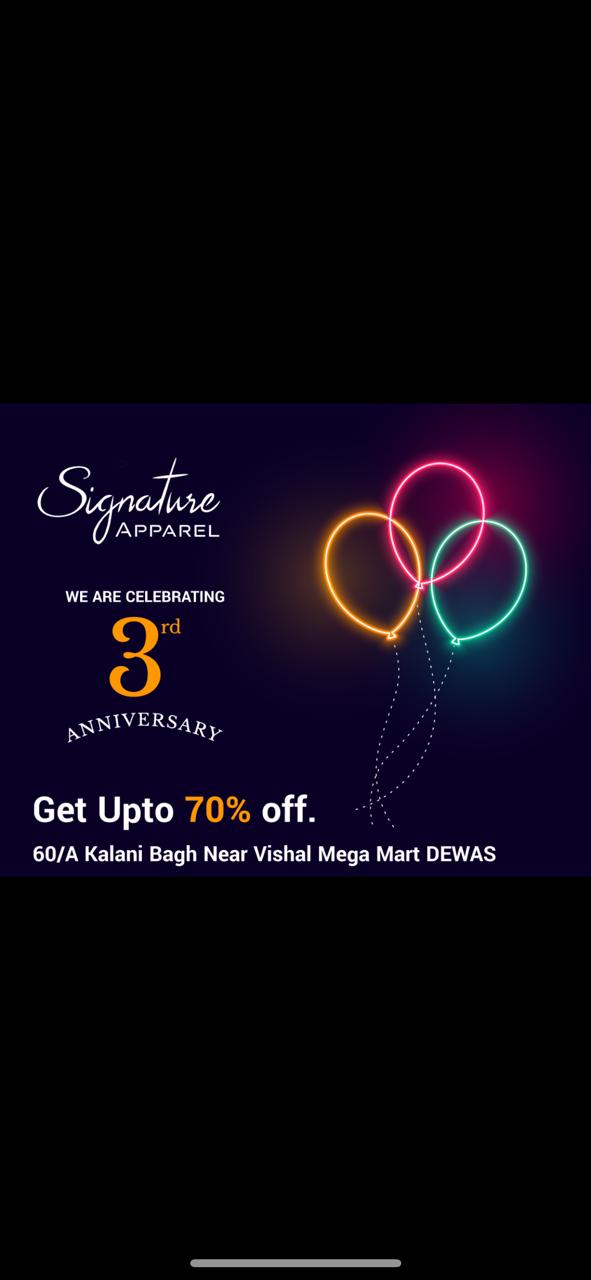 Signature
APPAREL
WE ARE CELEBRATING
3rd
ANNIVERSARY
Get Upto 70% off.
60/A Kalani Bagh Near Vishal Mega Mart DEWAS